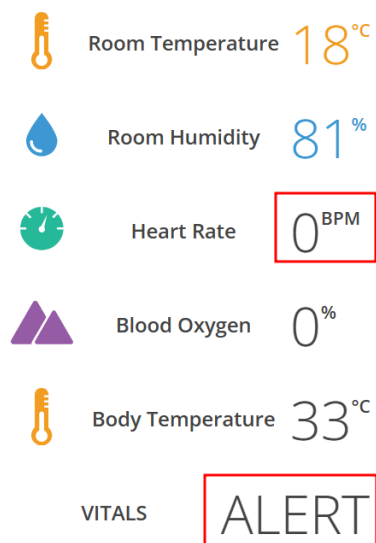 Room Temperature 18°C
Room Humidity 81%
Heart Rate 0BPM
Blood Oxygen 0%
Body Temperature 33°C
VITALS ALERT